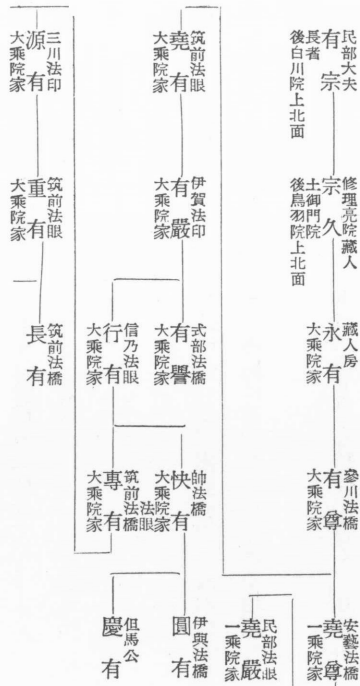 民部大夫
有宗
長者
後白川院上北面
修理亮院藏人
宗久
土御門院
後鳥羽院上北面
藏人房
永有
大乘院家
參川法橋
有尊
大乘院家
安藝法橋
堯尊
一乘院家
民部法眼
堯嚴
一乘院家
筑前法眼
堯有
大乘院家
伊賀法印
有嚴
大乘院家
式部法橋
有譽
大乘院家
帥法橋
快有
大乘院家
伊與法橋
圓有
信乃法眼
行有
大乘院家
法眼
筑前法橋
專有
大乘院家
但馬公
慶有
三川法印
源有
大乘院家
筑前法眼
重有
大乘院家
筑前法橋
長有